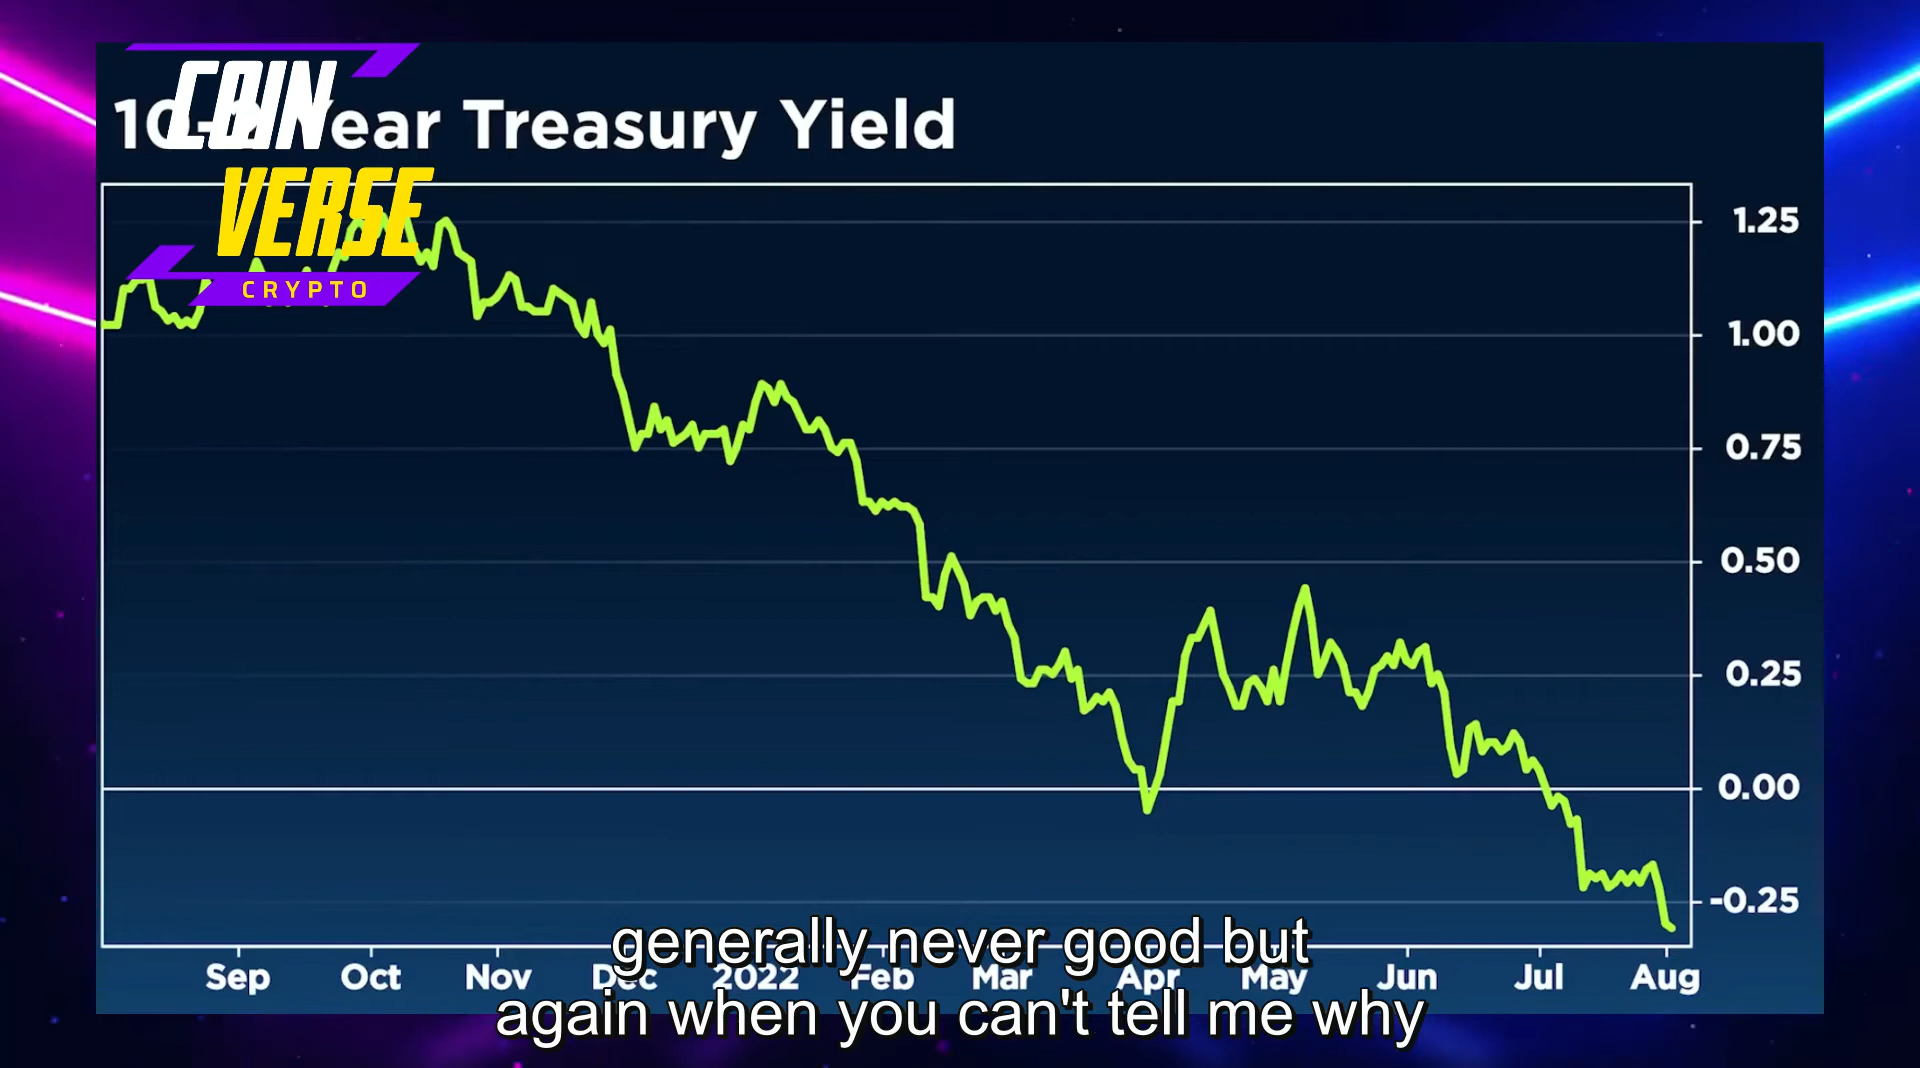 COIN
VERSE
CRYPTO
Year Treasury Yield
1.25
1.00
0.75
0.50
0.25
0.00
-0.25
Sep Oct Nov Dec 2022 Feb Mar Apr May Jun Jul Aug
generally never good but
again when you can't tell me why